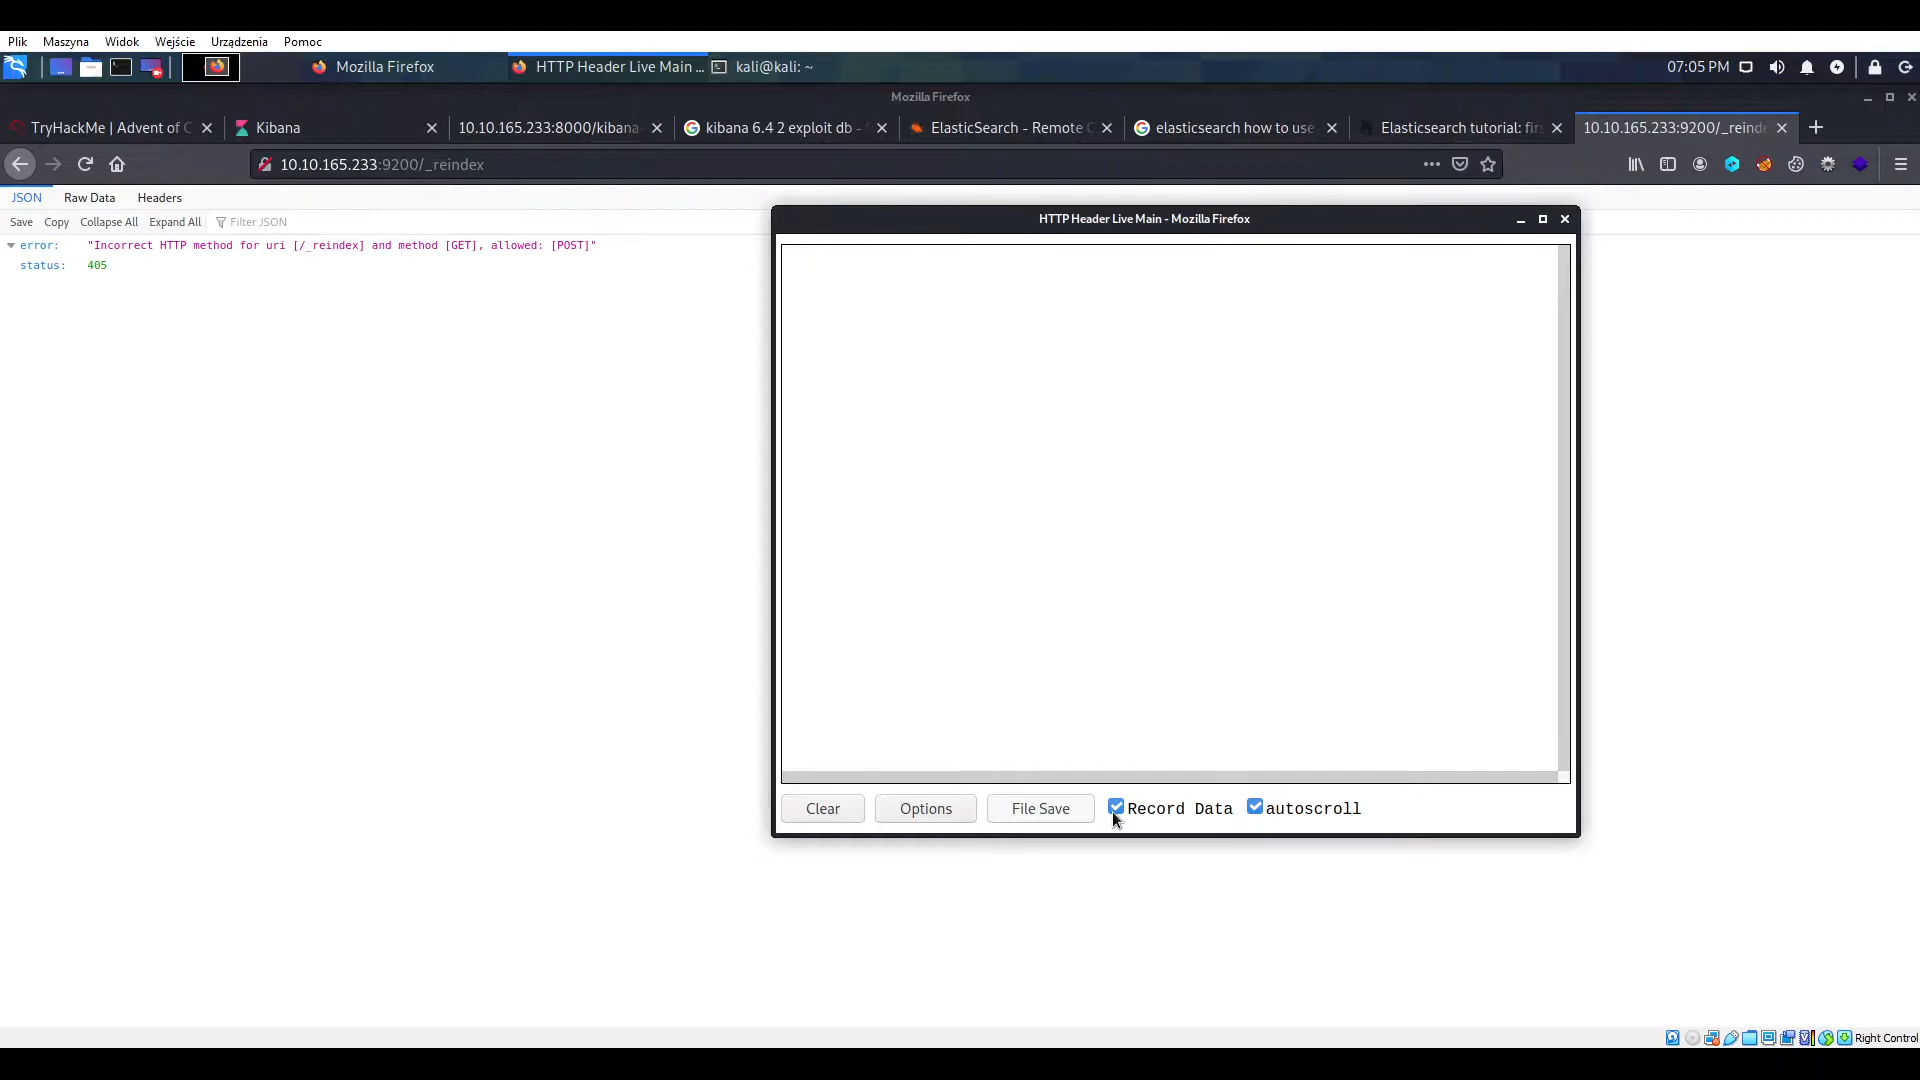 Plik Maszyna Widok Wejście Urządzenia Pomoc
Mozilla Firefox HTTP Header Live Main ... kali@kali: ~ 07:05 PM
Mozilla Firefox
TryHackMe | Advent of C Kibana 10.10.165.233:8000/kibana- kibana 6.4 2 exploit db - ElasticSearch - Remote C elasticsearch how to use Elasticsearch tutorial: firs 10.10.165.233:9200/_reinde
10.10.165.233:9200/_reindex
JSON Raw Data Headers
Save Copy Collapse All Expand All Filter JSON
error: "Incorrect HTTP method for uri [/_reindex] and method [GET], allowed: [POST]"
status: 405
HTTP Header Live Main - Mozilla Firefox
Clear Options File Save Record Data autoscroll
Right Control